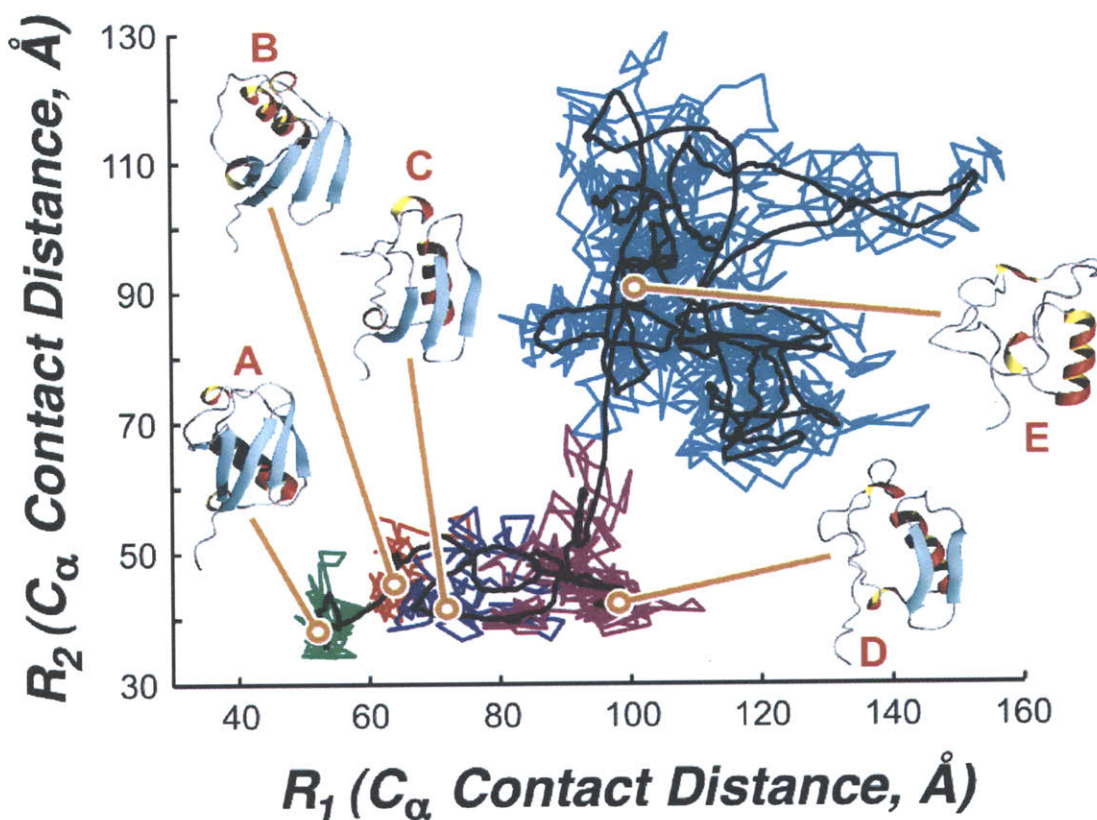 130
110
90
70
50
30
R2 (Cα Contact Distance, Å)
B
C
A
E
D
40 60 80 100 120 140 160
R1 (Cα Contact Distance, Å)